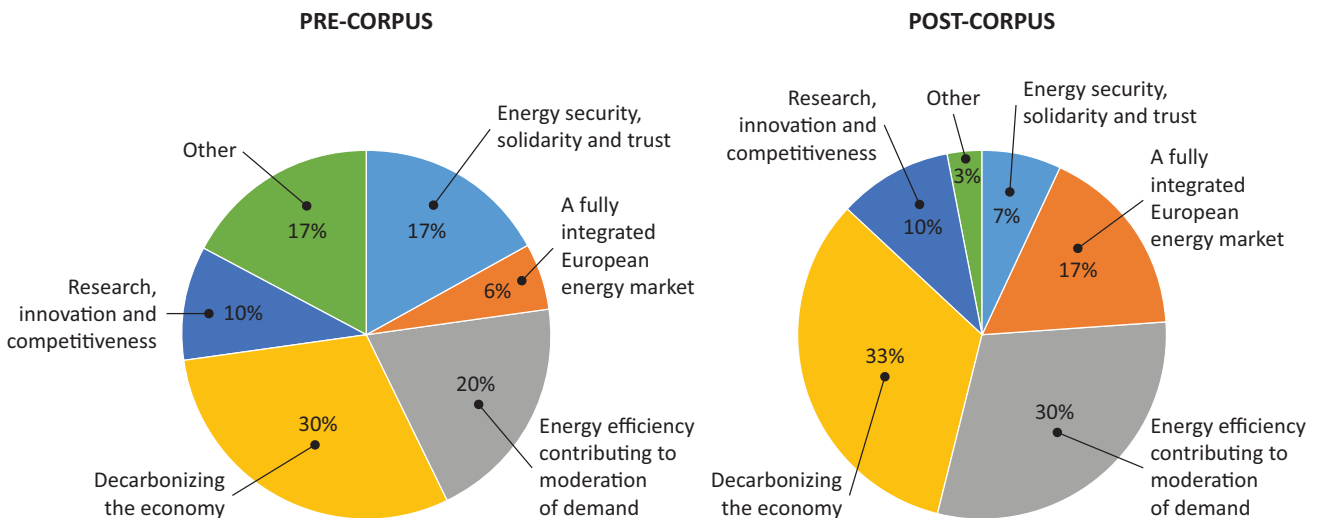 PRE-CORPUS
Energy security,
solidarity and trust
17%
A fully
integrated
European
energy market
6%
Energy efficiency
contributing to
moderation
of demand
20%
Decarbonizing
the economy
30%
Research,
innovation and
competitiveness
10%
Other
17%
POST-CORPUS
Energy security,
solidarity and trust
7%
A fully
integrated
European
energy market
17%
Energy efficiency
contributing to
moderation
of demand
30%
Decarbonizing
the economy
33%
Research,
innovation and
competitiveness
10%
Other
3%